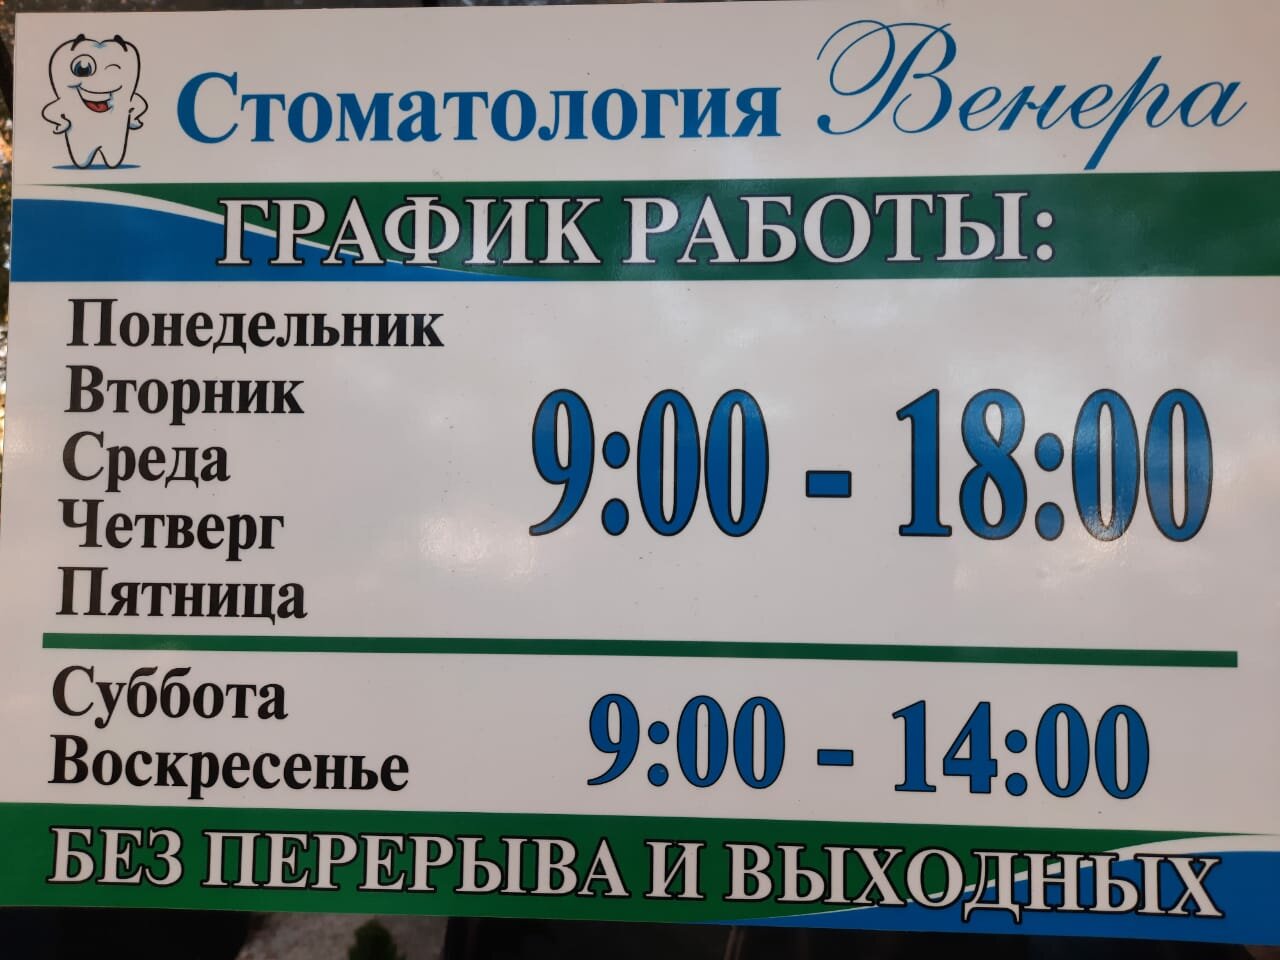 Стоматология Венера
ГРАФИК РАБОТЫ:
Понедельник
Вторник
Среда
Четверг
Пятница
9:00 - 18:00
Суббота
Воскресенье
9:00 - 14:00
БЕЗ ПЕРЕРЫВА И ВЫХОДНЫХ